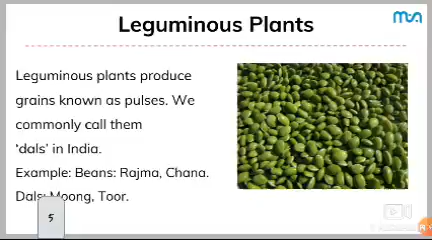 Leguminous Plants
Leguminous plants produce
grains known as pulses. We
commonly call them
'dals' in India.
Example: Beans: Rajma, Chana.
Dals: Moong, Toor.
5